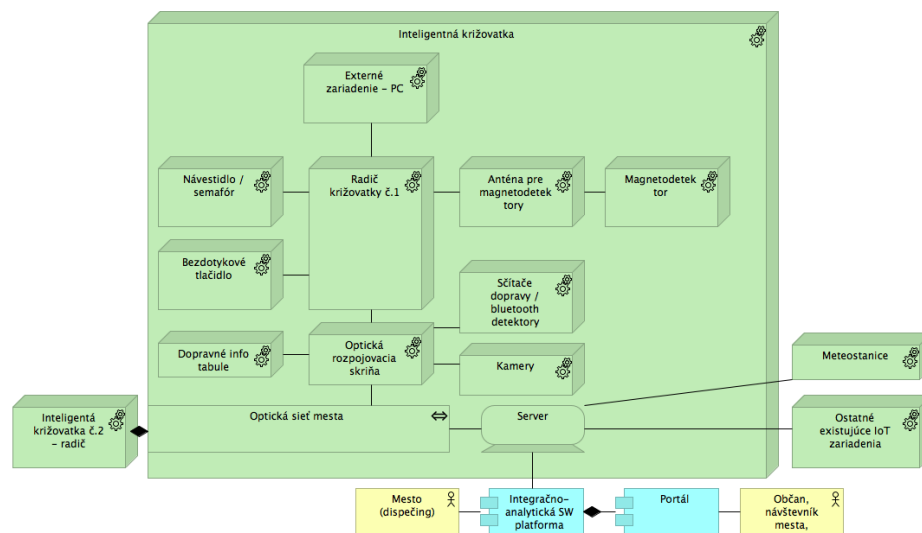 Inteligentná križovatka
Externé
zariadenie – PC
Návestidlo /
semafór
Radič
križovatky č.1
Anténa pre
magnetodetek
tory
Magnetodetek
tor
Bezdotykové
tlačidlo
Sčítače
dopravy /
bluetooth
detektory
Dopravné info
tabule
Optická
rozpojovacia
skriňa
Kamery
Meteostanice
Inteligentá
križovatka č.2
– radič
Optická sieť mesta
Server
Ostatné
existujúce IoT
zariadenia
Mesto
(dispečing)
Integračno-
analytická SW
platforma
Portál
Občan,
návštevník
mesta,